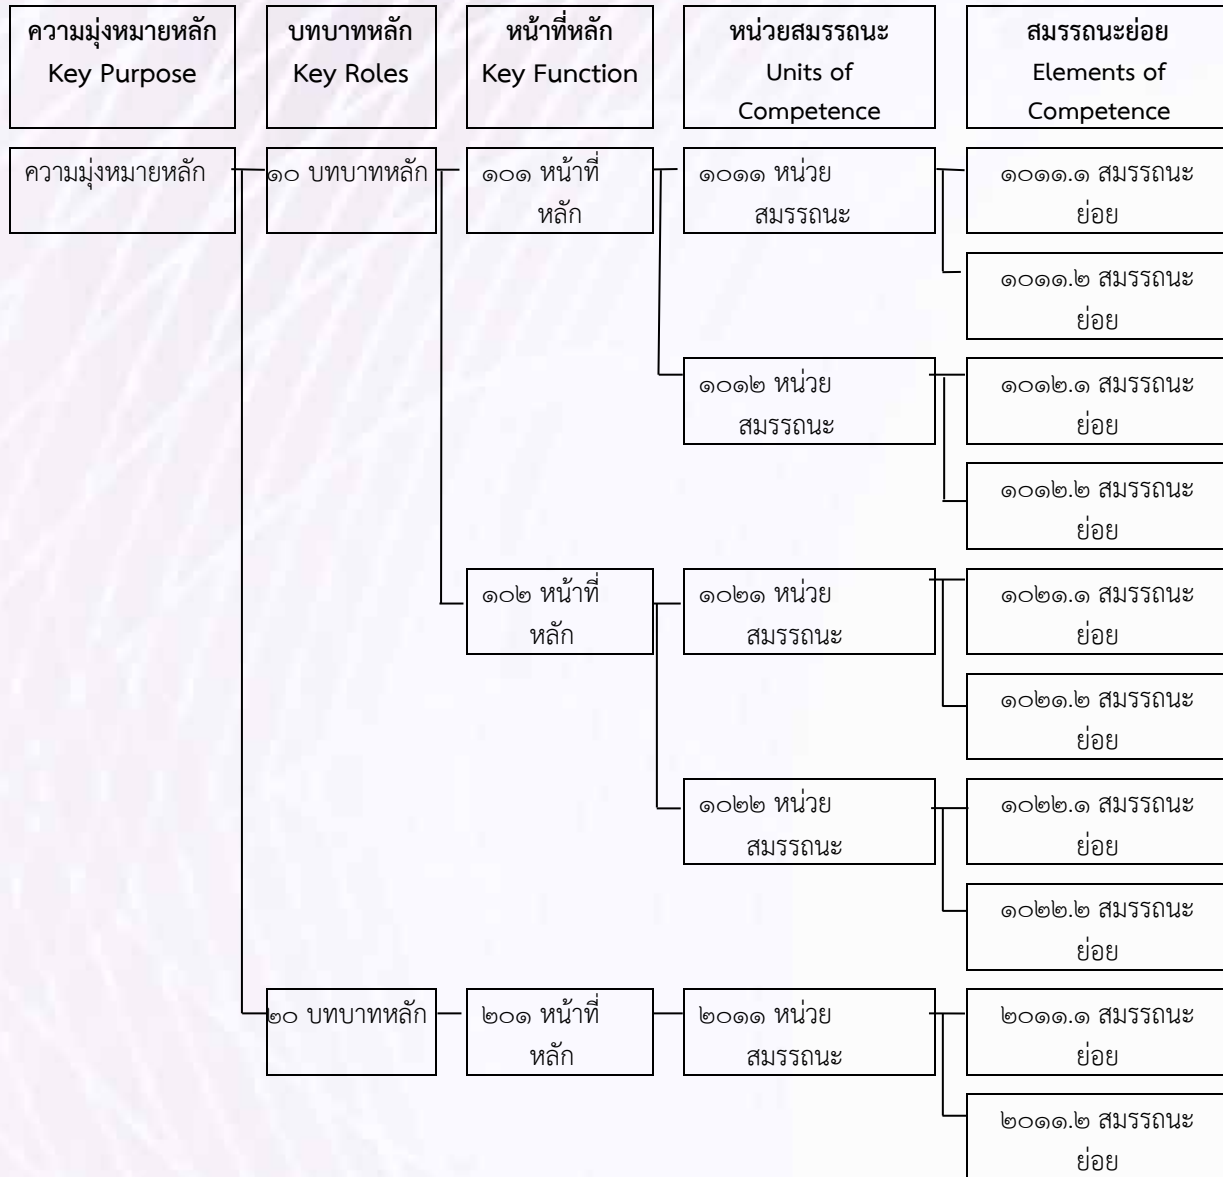 ความมุ่งหมายหลัก
Key Purpose
บทบาทหลัก
Key Roles
หน้าที่หลัก
Key Function
หน่วยสมรรถนะ
Units of
Competence
สมรรถนะย่อย
Elements of
Competence
ความมุ่งหมายหลัก
๑๐ บทบาทหลัก
๑๐๑ หน้าที่
หลัก
๑๐๑๑ หน่วย
สมรรถนะ
๑๐๑๑.๑ สมรรถนะ
ย่อย
๑๐๑๑.๒ สมรรถนะ
ย่อย
๑๐๑๒ หน่วย
สมรรถนะ
๑๐๑๒.๑ สมรรถนะ
ย่อย
๑๐๑๒.๒ สมรรถนะ
ย่อย
๑๐๒ หน้าที่
หลัก
๑๐๒๑ หน่วย
สมรรถนะ
๑๐๒๑.๑ สมรรถนะ
ย่อย
๑๐๒๑.๒ สมรรถนะ
ย่อย
๑๐๒๒ หน่วย
สมรรถนะ
๑๐๒๒.๑ สมรรถนะ
ย่อย
๑๐๒๒.๒ สมรรถนะ
ย่อย
๒๐ บทบาทหลัก
๒๐๑ หน้าที่
หลัก
๒๐๑๑ หน่วย
สมรรถนะ
๒๐๑๑.๑ สมรรถนะ
ย่อย
๒๐๑๑.๒ สมรรถนะ
ย่อย